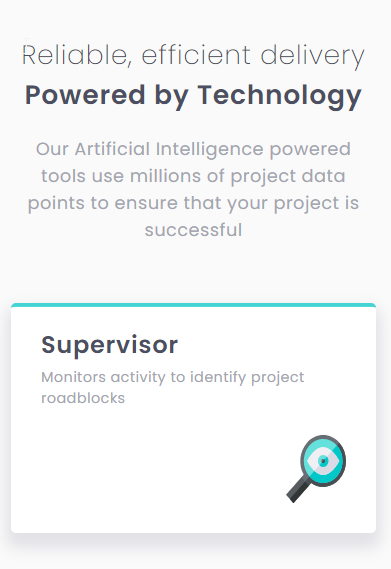 Reliable, efficient delivery
Powered by Technology
Our Artificial Intelligence powered
tools use millions of project data
points to ensure that your project is
successful
Supervisor
Monitors activity to identify project
roadblocks